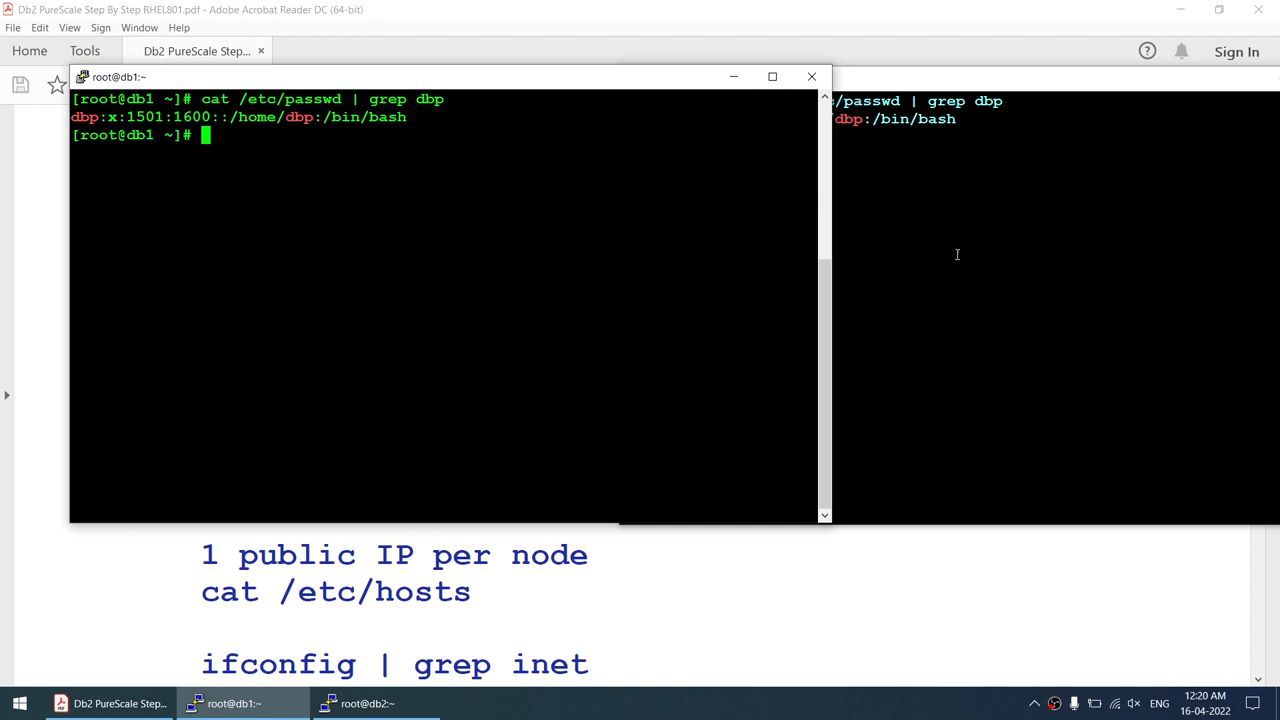 Db2 PureScale Step By Step RHEL801.pdf - Adobe Acrobat Reader DC (64-bit)
File Edit View Sign Window Help
Home Tools Db2 PureScale Step... × Sign In
root@db1:~
[root@db1 ~]# cat /etc/passwd | grep dbp
dbp:x:1501:1600::/home/dbp:/bin/bash
[root@db1 ~]#
/passwd | grep dbp
/dbp:/bin/bash
1 public IP per node
cat /etc/hosts
ifconfig | grep inet
Db2 PureScale Step... root@db1:~ root@db2:~ ENG 12:20 AM
16-04-2022